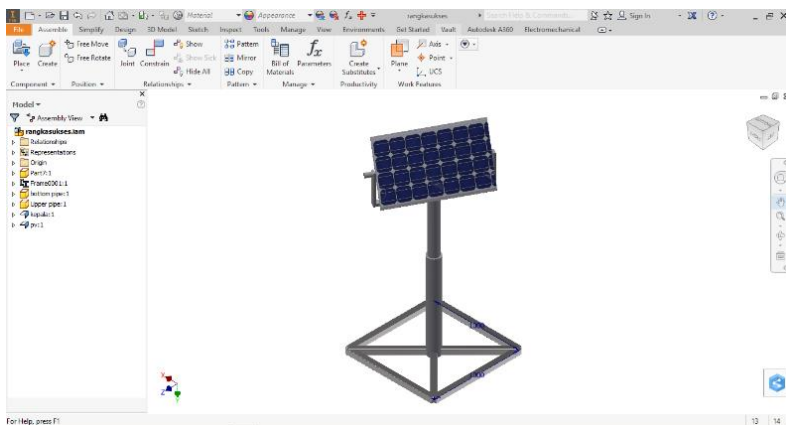 Material
Appearance
rangkasukses
Search Help & Commands...
Sign In
File Assemble Simplify Design 3D Model Sketch Inspect Tools Manage View Environments Get Started Vault Autodesk A360 Electromechanical
Place Create
Free Move
Free Rotate
Joint Constrain
Show
Show Sick
Hide All
Pattern
Mirror
Copy
Bill of Materials
Parameters
Create Substitutes
Plane
Axis
Point
UCS
Component Position Relationships Pattern Manage Productivity Work Features
Model
Assembly View
rangkasukses.iam
Relationships
Representations
Origin
Part7:1
Frame0001:1
bottom pipe:1
Upper pipe:1
kepala:1
pv:1
For Help, press F1
13 14